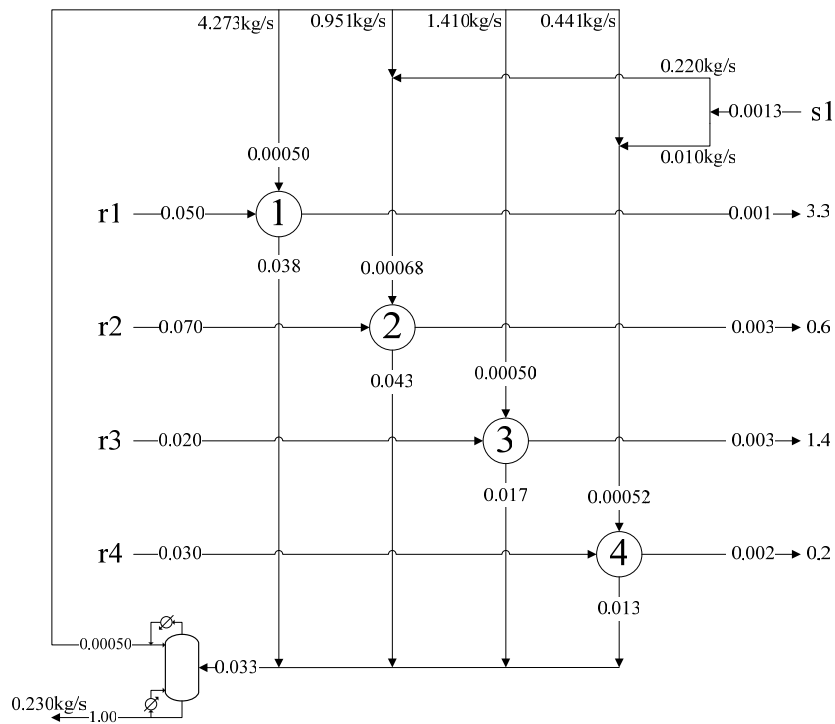 4.273kg/s 0.951kg/s 1.410kg/s 0.441kg/s
0.220kg/s
0.0013 s1
0.010kg/s
0.00050
r1 0.050 1 0.001 3.3
0.038 0.00068
r2 0.070 2 0.003 0.6
0.043 0.00050
r3 0.020 3 0.003 1.4
0.017 0.00052
r4 0.030 4 0.002 0.2
0.013
0.00050
0.033
0.230kg/s
1.00